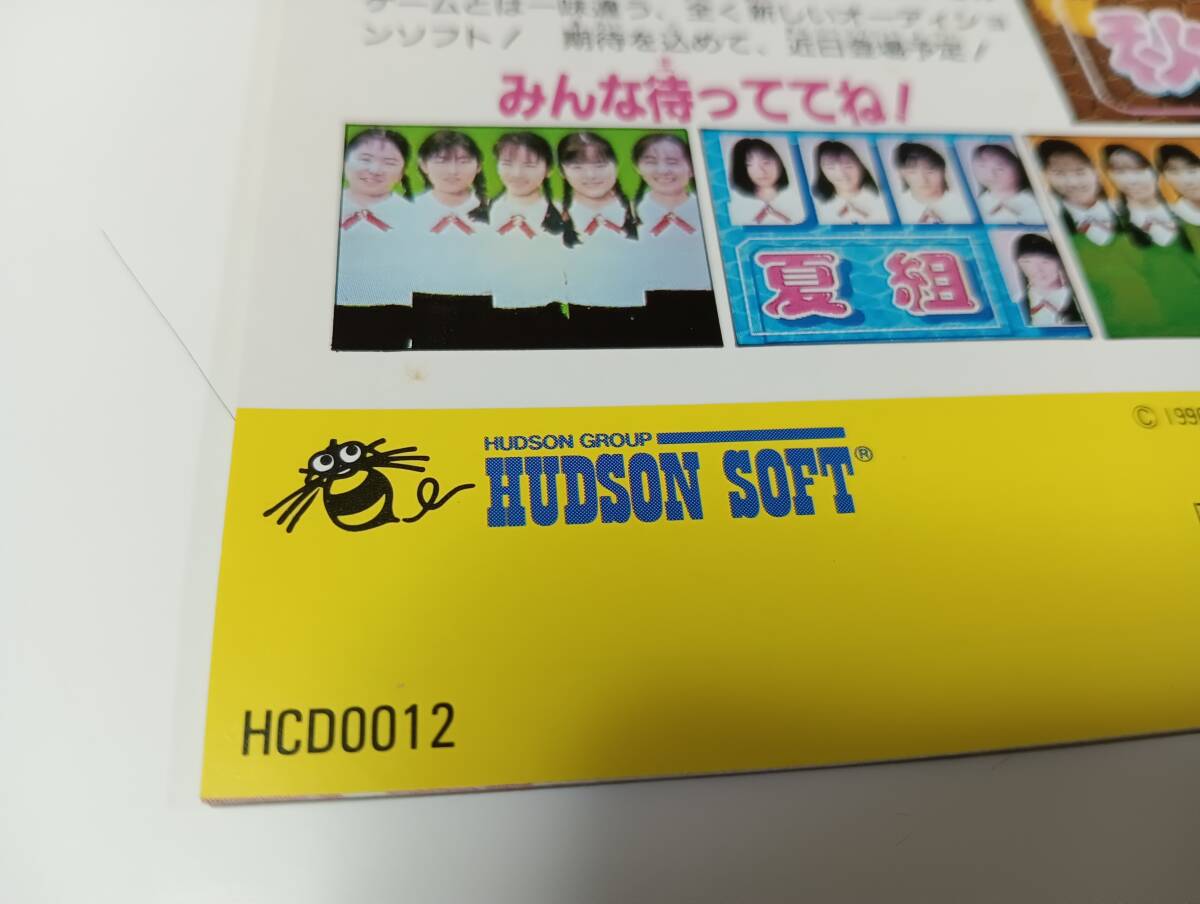 ゲームとは一味違う、全く新しいオーディショ
ンソフト! 期待を込めて、近日登場予定!
みんな待っててね!
夏組
HUDSON GROUP
HUDSON SOFT®
HCD0012